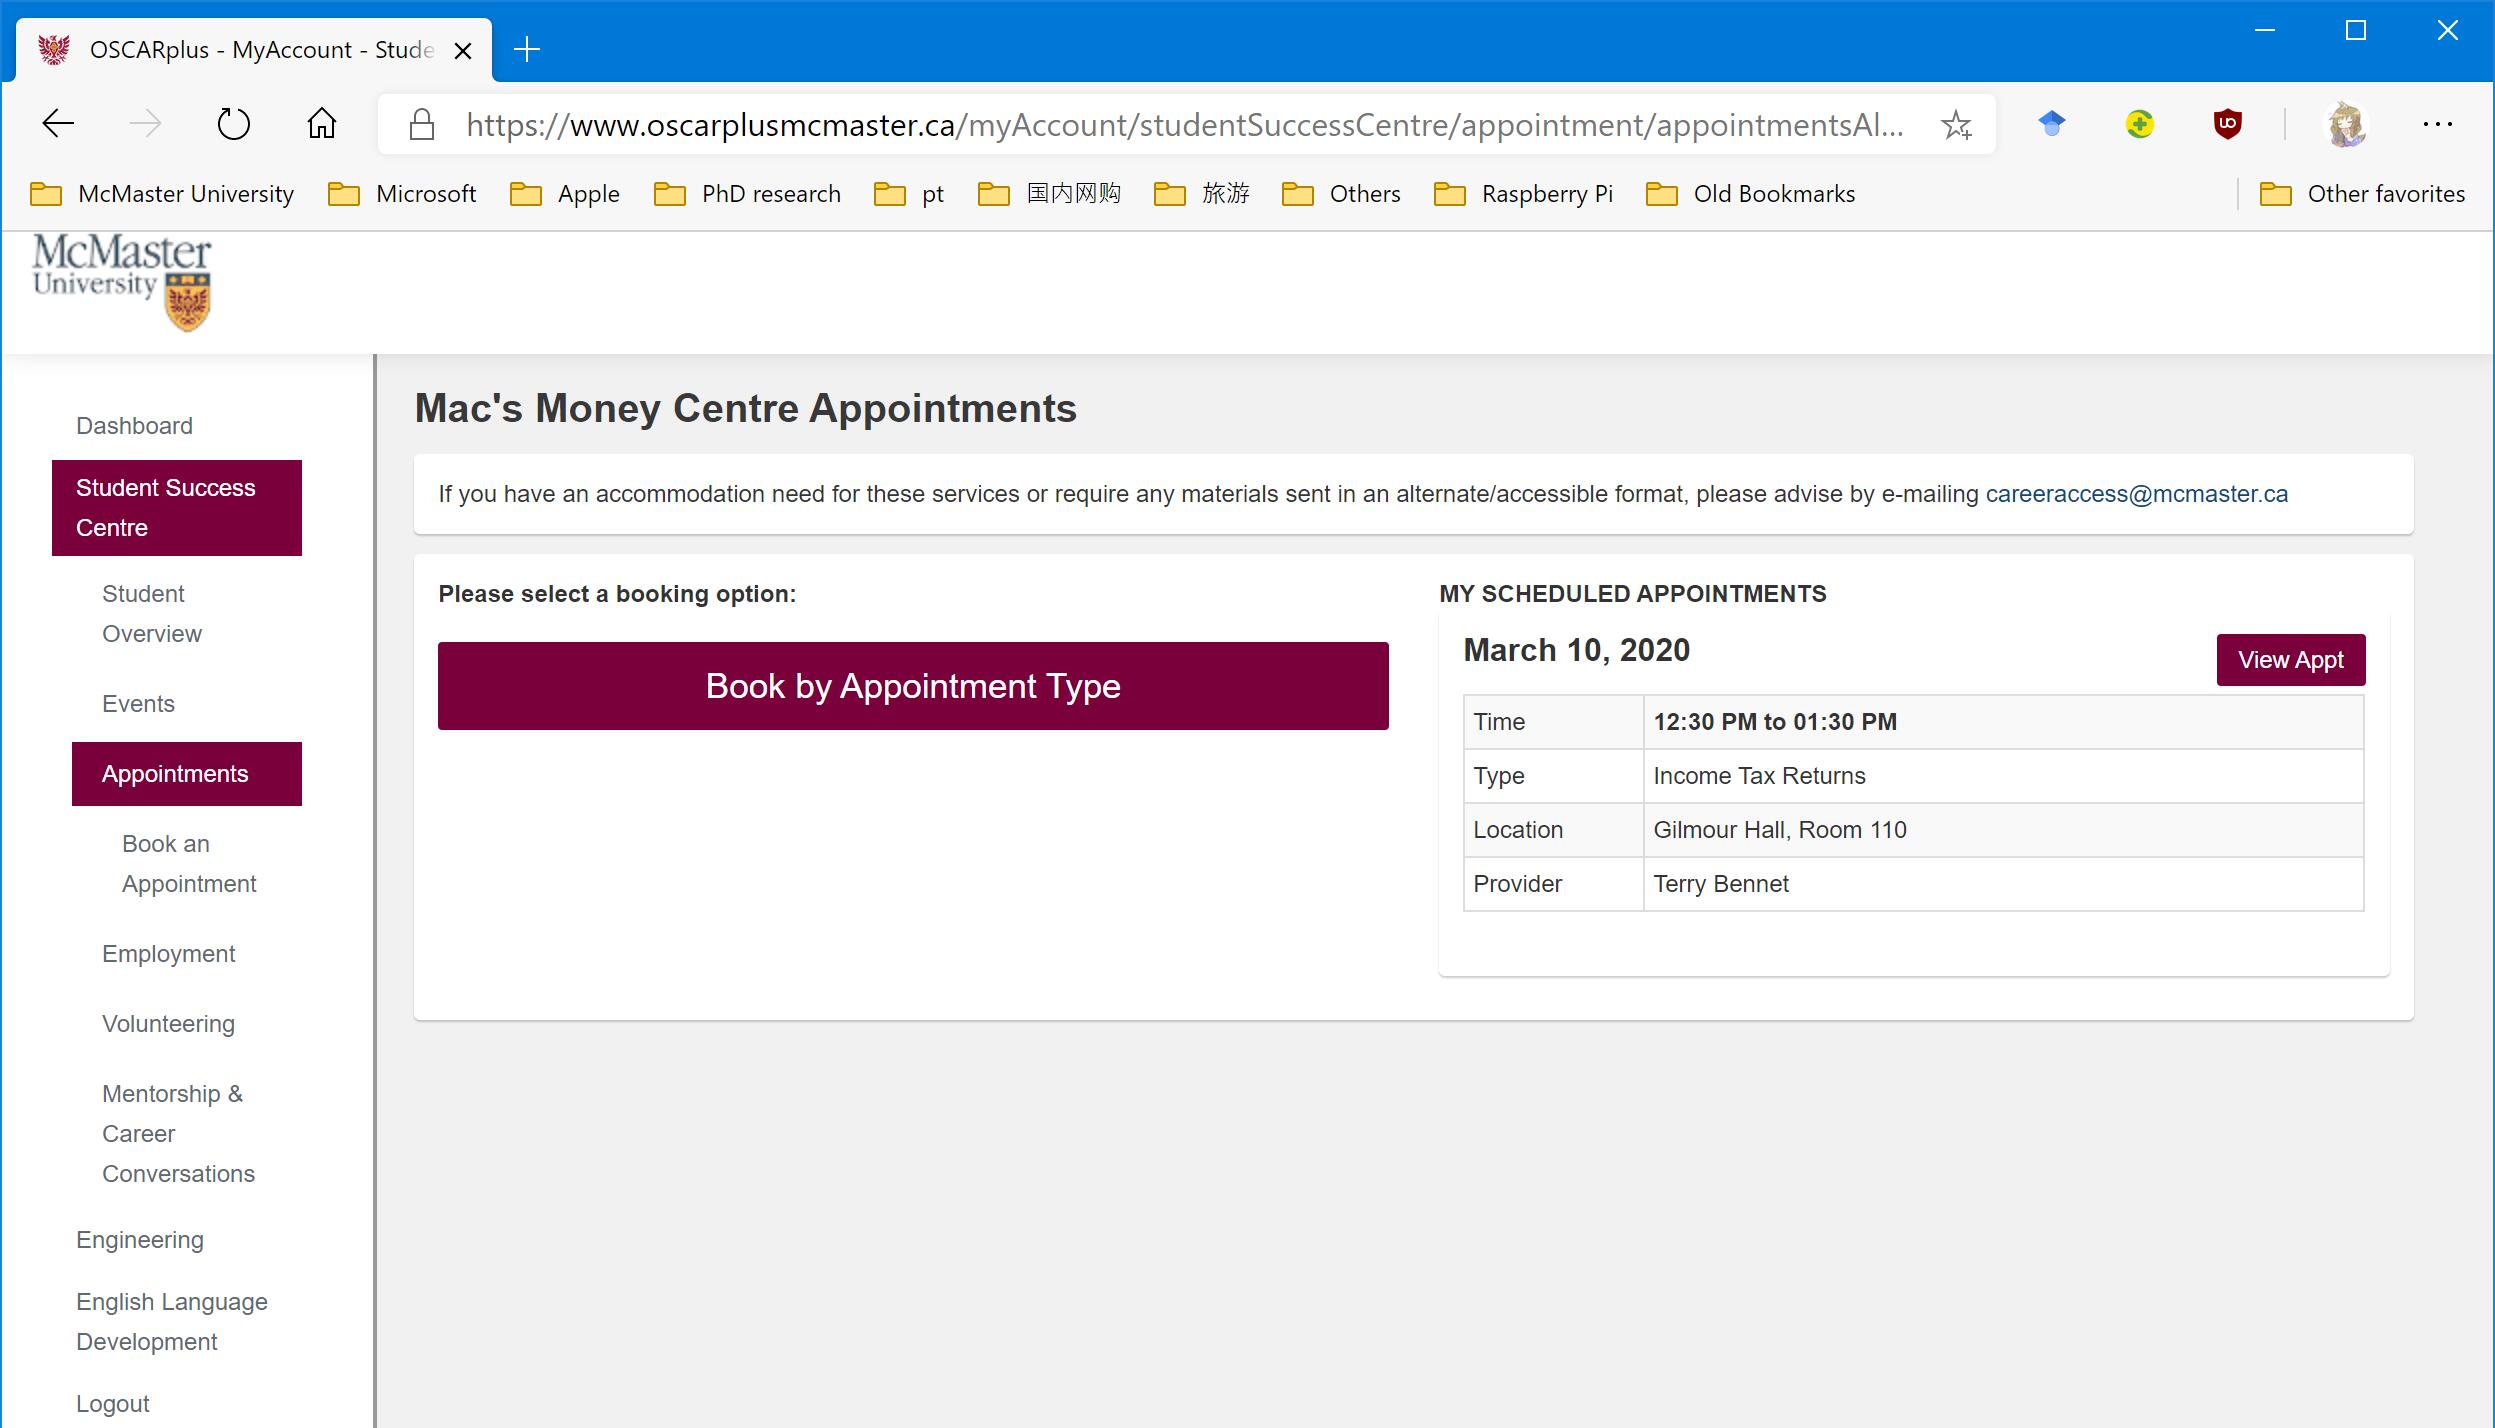 OSCARplus - MyAccount - Stude
https://www.oscarplusmcmaster.ca/myAccount/studentSuccessCentre/appointment/appointmentsAl...
McMaster University
Microsoft
Apple
PhD research
pt
国内网购
旅游
Others
Raspberry Pi
Old Bookmarks
Other favorites
McMaster
University
Dashboard
Student Success
Centre
Student
Overview
Events
Appointments
Book an
Appointment
Employment
Volunteering
Mentorship &
Career
Conversations
Engineering
English Language
Development
Logout
Mac's Money Centre Appointments
If you have an accommodation need for these services or require any materials sent in an alternate/accessible format, please advise by e-mailing careeraccess@mcmaster.ca
Please select a booking option:
Book by Appointment Type
MY SCHEDULED APPOINTMENTS
March 10, 2020
View Appt
Time 12:30 PM to 01:30 PM
Type Income Tax Returns
Location Gilmour Hall, Room 110
Provider Terry Bennet